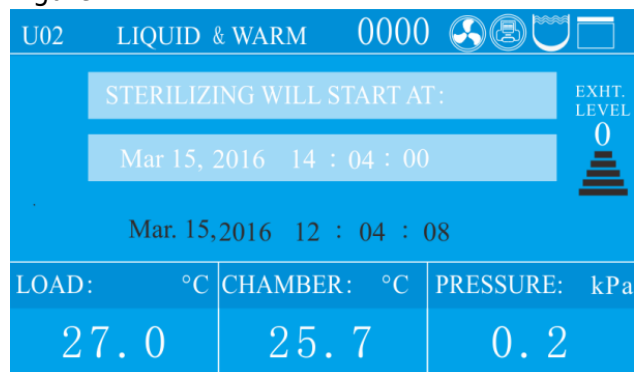 U02 LIQUID & WARM 0000
STERILIZING WILL START AT:
EXHT.
LEVEL
0
Mar 15, 2016 14 : 04 : 00
Mar. 15,2016 12 : 04 : 08
LOAD: °C CHAMBER: °C PRESSURE: kPa
27.0 25.7 0.2